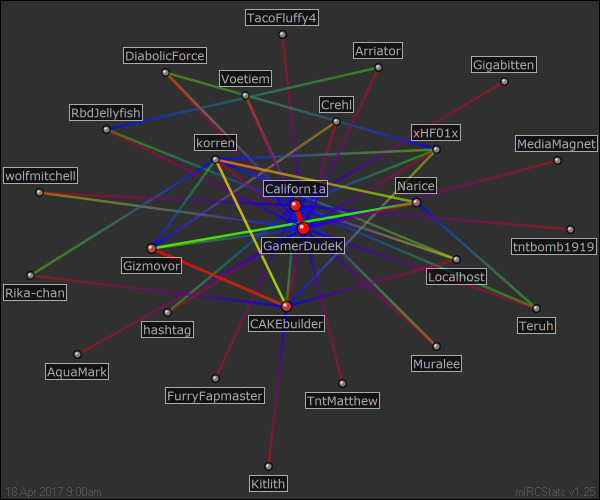 TacoFluffy4
DiabolicForce
Arriator
Gigabitten
Voetiem
Crehl
RbdJellyfish
xHF01x
korren
MediaMagnet
wolfmitchell
Californ1a
Narice
GamerDudeK
tntbomb1919
Gizmovor
Localhost
Rika-chan
hashtag
CAKEbuilder
Teruh
Muralee
AquaMark
FurryFapmaster
TntMatthew
Kitlith
18 Apr 2017 9:00am
mIRCStats v1.25